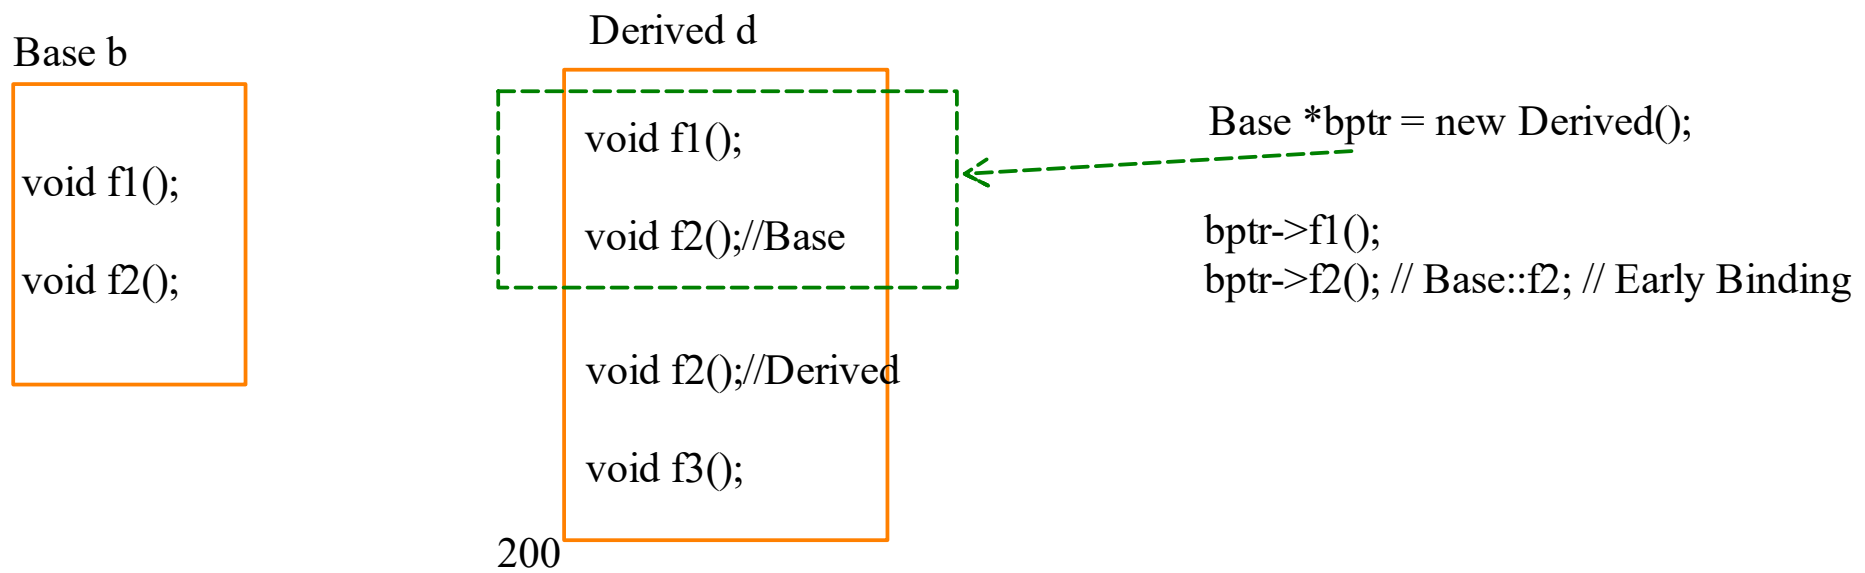 Base b
void f1();
void f2();
Derived d
void f1();
void f2();//Base
void f2();//Derived
void f3();
200
Base *bptr = new Derived();
bptr->f1();
bptr->f2(); // Base::f2; // Early Binding